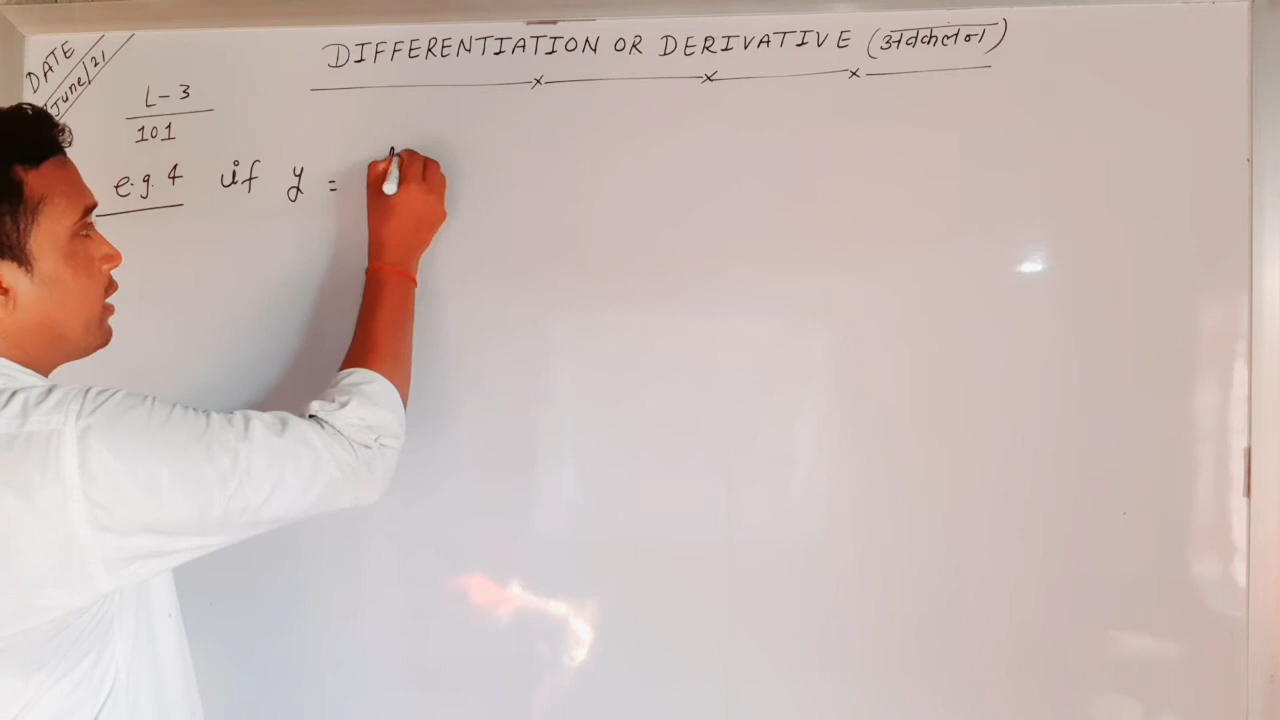 DATE
June/21
DIFFERENTIATION OR DERIVATIVE (अवकलन)
L-3
101
e.g. 4 if y =